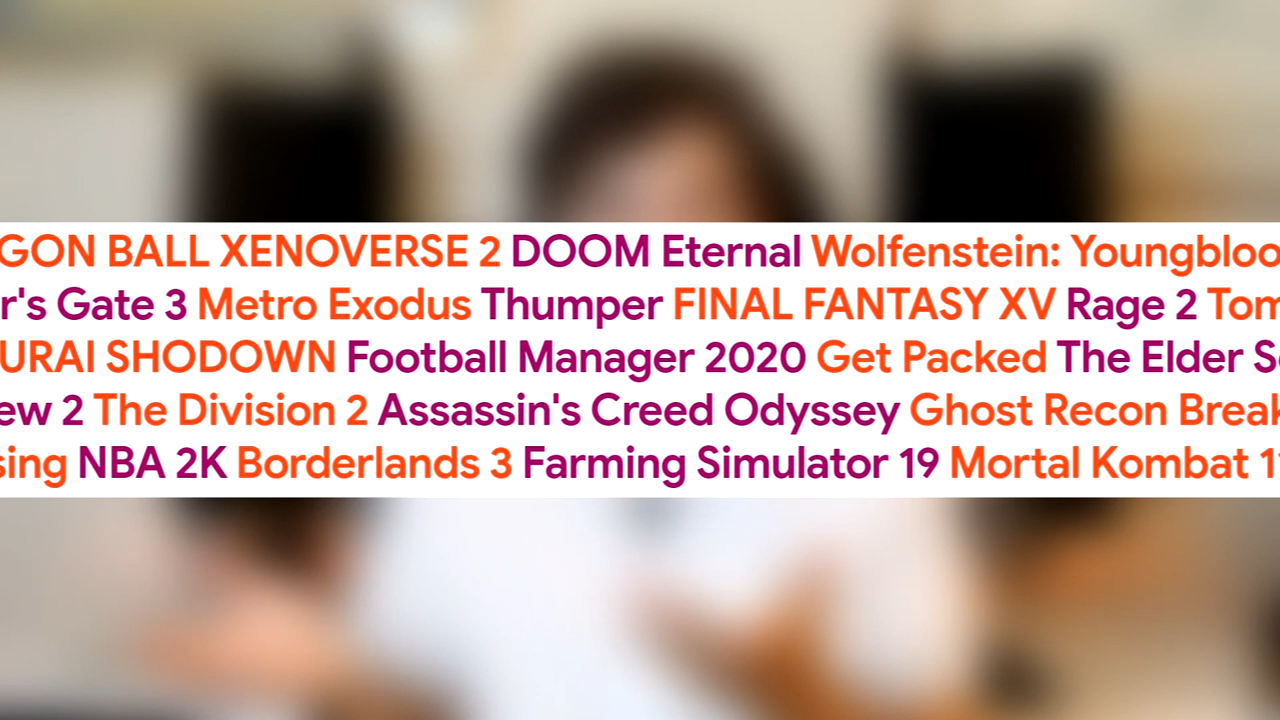 GON BALL XENOVERSE 2 DOOM Eternal Wolfenstein: Youngbloo
r's Gate 3 Metro Exodus Thumper FINAL FANTASY XV Rage 2 Tom
URAI SHODOWN Football Manager 2020 Get Packed The Elder S
ew 2 The Division 2 Assassin's Creed Odyssey Ghost Recon Break
sing NBA 2K Borderlands 3 Farming Simulator 19 Mortal Kombat 11